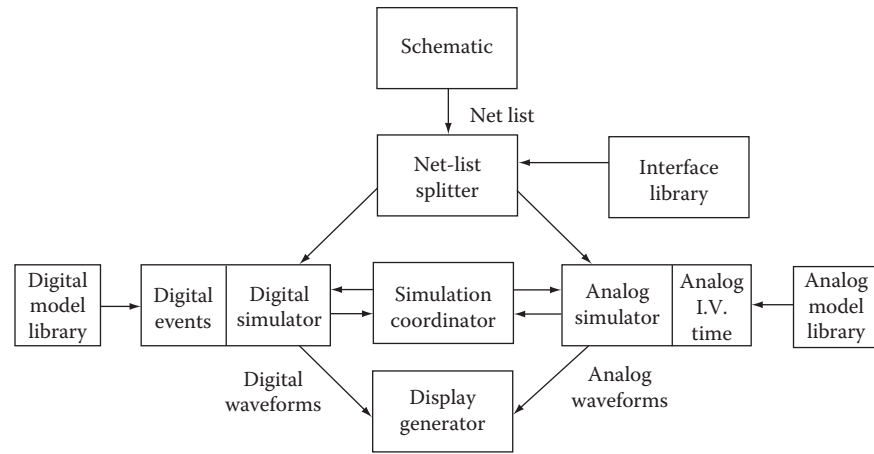 Schematic
Net list
Net-list
splitter
Interface
library
Digital
model
library
Digital
events
Digital
simulator
Simulation
coordinator
Analog
simulator
Analog
I.V.
time
Analog
model
library
Digital
waveforms
Display
generator
Analog
waveforms